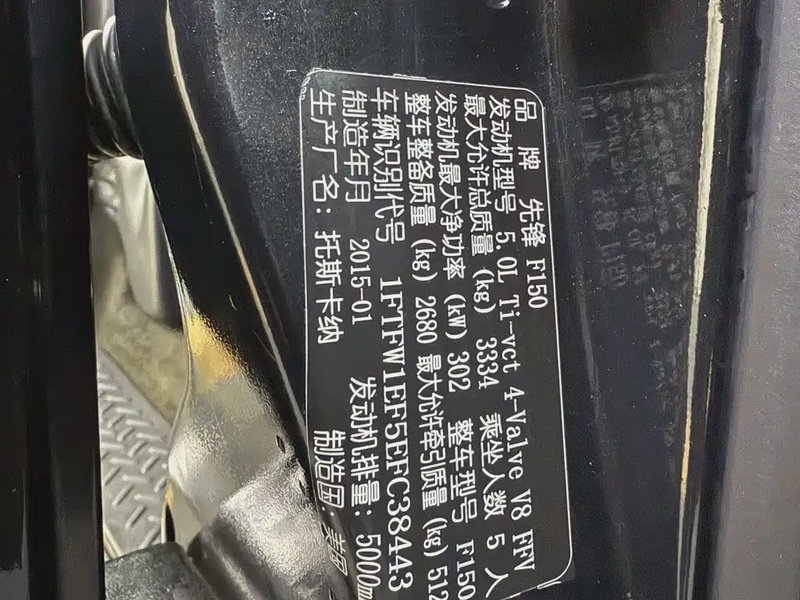 品 牌 先锋 F150
发动机型号 5.0L Ti-vct 4-Valve V8 FFV
最大允许总质量 (kg) 3334 乘坐人数 5 人
发动机最大净功率 (kW) 302 整车型号 F150
整车整备质量 (kg) 2680 最大允许牵引质量 (kg) 512
车辆识别代号 1FTFW1EF5EFC38443
制造年月 2015-01 发动机排量: 5000m
生产厂名: 托斯卡纳 制造国: